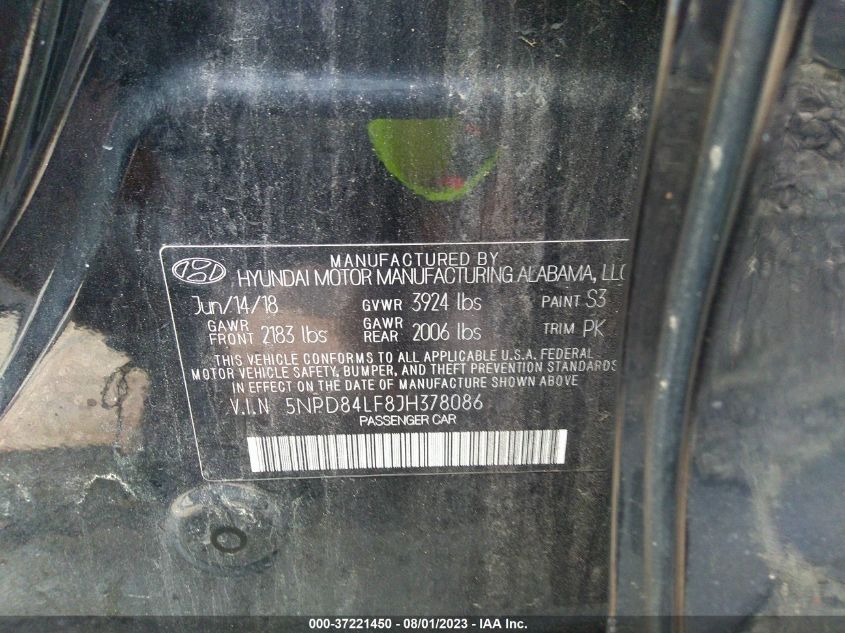 MANUFACTURED BY
HYUNDAI MOTOR MANUFACTURING ALABAMA, LLC
Jun/14/18 GVWR 3924 lbs PAINT S3
GAWR FRONT 2183 lbs GAWR REAR 2006 lbs TRIM PK
THIS VEHICLE CONFORMS TO ALL APPLICABLE U.S.A. FEDERAL
MOTOR VEHICLE SAFETY, BUMPER, AND THEFT PREVENTION STANDARDS
IN EFFECT ON THE DATE OF MANUFACTURE SHOWN ABOVE
V.I.N 5NPD84LF8JH378086
PASSENGER CAR
000-37221450 - 08/01/2023 - IAA Inc.